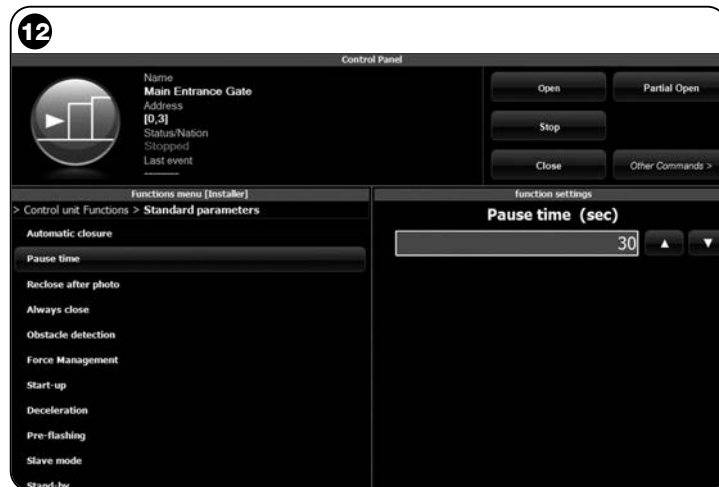 12
Control Panel
Name
Main Entrance Gate
Address
[0,3]
Status/Nation
Stopped
Last event
--------
Open
Partial Open
Stop
Close
Other Commands >
Functions menu [Installer]
> Control unit Functions > Standard parameters
Automatic closure
Pause time
Reclose after photo
Always close
Obstacle detection
Force Management
Start-up
Deceleration
Pre-flashing
Slave mode
Stand-by
function settings
Pause time (sec)
30